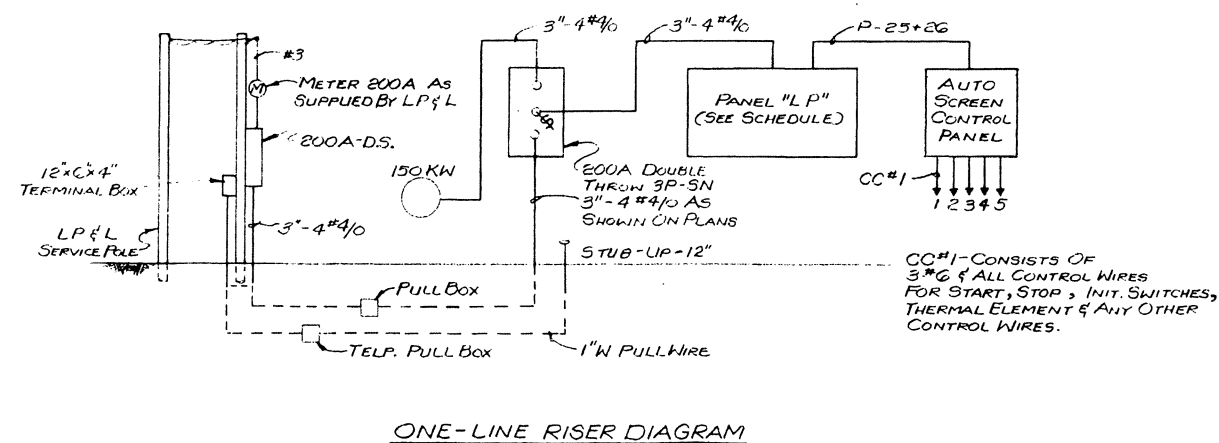 3"-4#4/0
3"-4#4/0
P-25+26
#3
M
METER 200A AS
SUPPLIED BY LP&L
200A-D.S.
12"x6"x4"
TERMINAL BOX
LP&L
SERVICE POLE
3"-4#4/0
150 KW
PANEL "LP"
(SEE SCHEDULE)
AUTO
SCREEN
CONTROL
PANEL
200A DOUBLE
THROW 3P-SN
3"-4#4/0 AS
SHOWN ON PLANS
CC#1
1 2 3 4 5
STUB-UP-12"
CC#1-CONSISTS OF
3#6 & ALL CONTROL WIRES
FOR START, STOP, INIT. SWITCHES,
THERMAL ELEMENT & ANY OTHER
CONTROL WIRES.
PULL BOX
TELP. PULL BOX
1"W PULLWIRE
ONE-LINE RISER DIAGRAM